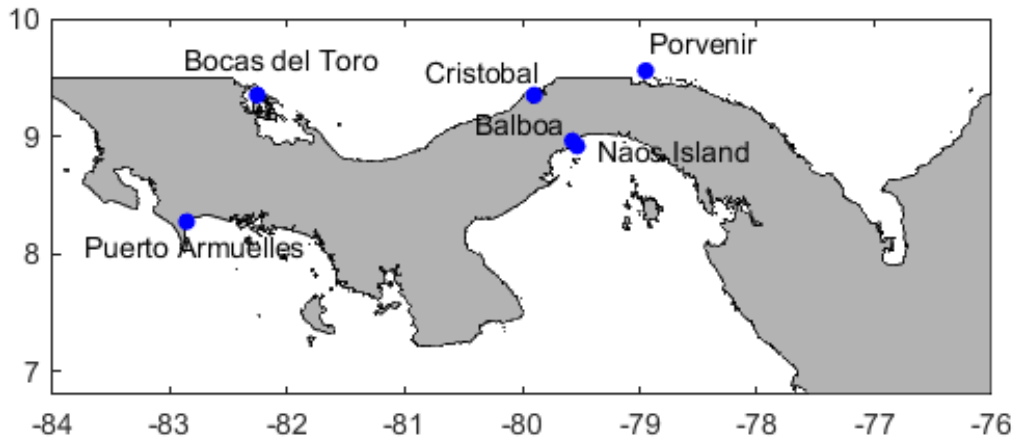 10
Porvenir
Bocas del Toro
Cristobal
9
Balboa
Naos Island
8
Puerto Armuelles
7
-84 -83 -82 -81 -80 -79 -78 -77 -76